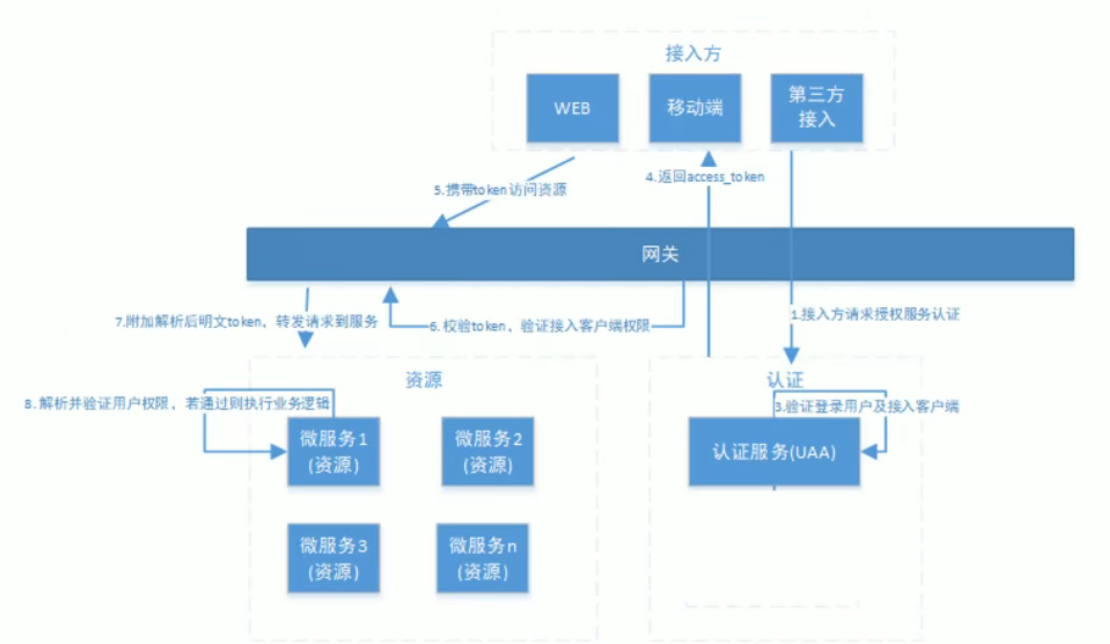 接入方
WEB
移动端
第三方
接入
4.返回access_token
5.携带token访问资源
网关
7.附加解析后明文token，转发请求到服务
6.校验token，验证接入客户端权限
1.接入方请求授权服务认证
资源
认证
8.解析并验证用户权限，若通过则执行业务逻辑
3.验证登录用户及接入客户端
微服务1
(资源)
微服务2
(资源)
认证服务(UAA)
微服务3
(资源)
微服务n
(资源)